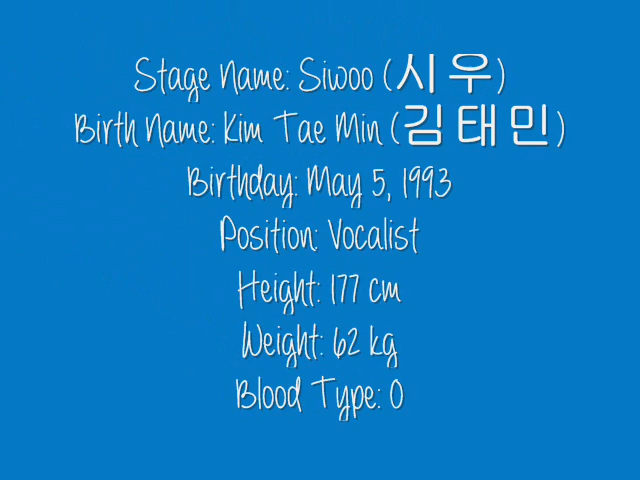 Stage Name: Siwoo (시우)
Birth Name: Kim Tae Min (김태민)
Birthday: May 5, 1993
Position: Vocalist
Height: 177 cm
Weight: 62 kg
Blood Type: O